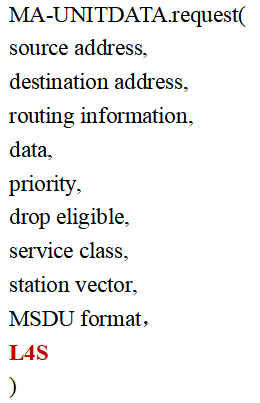 MA-UNITDATA.request(
source address,
destination address,
routing information,
data,
priority,
drop eligible,
service class,
station vector,
MSDU format，
L4S
)